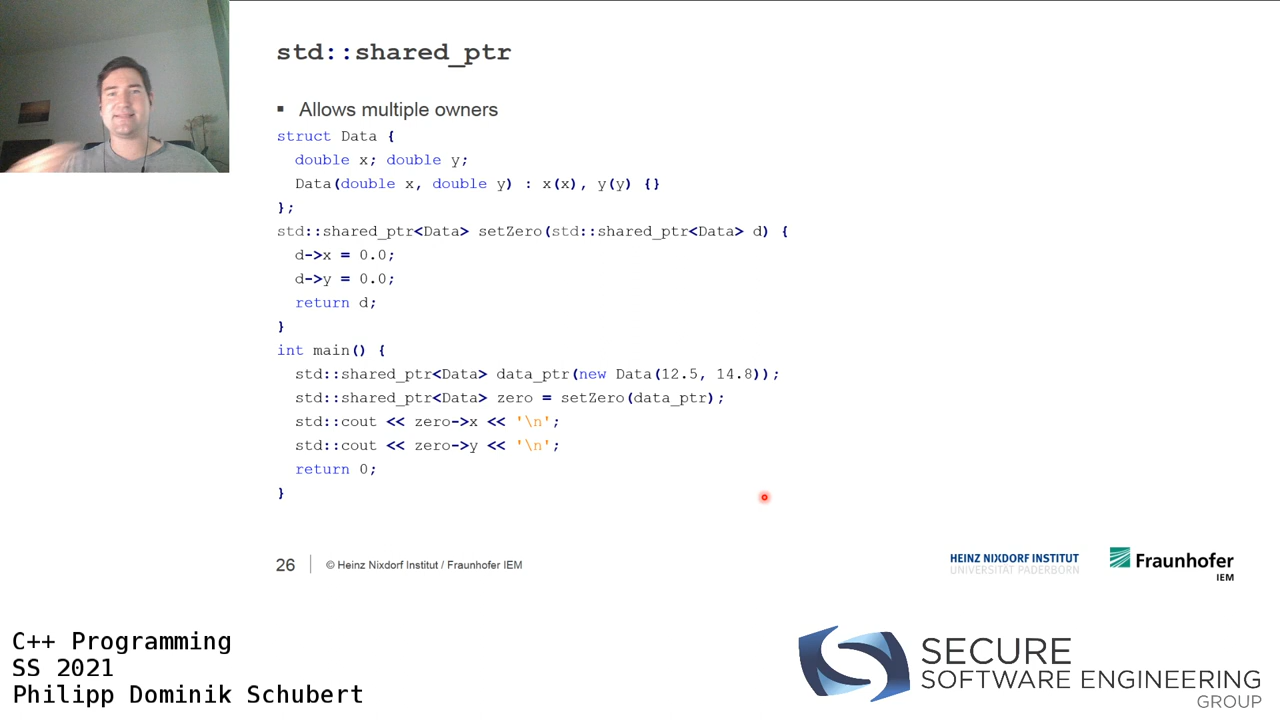 std::shared_ptr
▪ Allows multiple owners
struct Data {
double x; double y;
Data(double x, double y) : x(x), y(y) {}
};
std::shared_ptr<Data> setZero(std::shared_ptr<Data> d) {
d->x = 0.0;
d->y = 0.0;
return d;
}
int main() {
std::shared_ptr<Data> data_ptr(new Data(12.5, 14.8));
std::shared_ptr<Data> zero = setZero(data_ptr);
std::cout << zero->x << '\n';
std::cout << zero->y << '\n';
return 0;
}
26
© Heinz Nixdorf Institut / Fraunhofer IEM
HEINZ NIXDORF INSTITUT
UNIVERSITÄT PADERBORN
Fraunhofer
IEM
C++ Programming
SS 2021
Philipp Dominik Schubert
SECURE
SOFTWARE ENGINEERING
GROUP